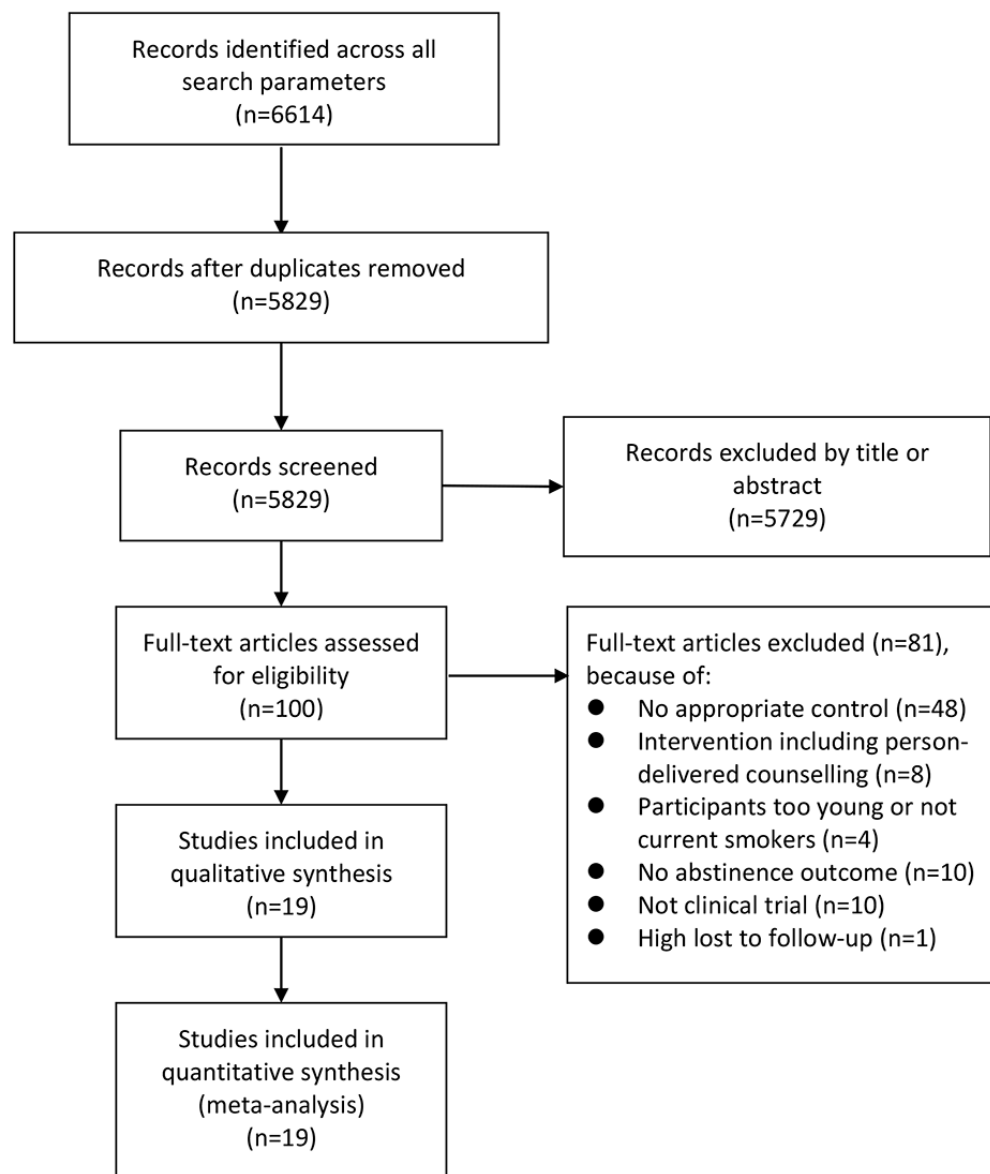 Records identified across all
search parameters
(n=6614)
Records after duplicates removed
(n=5829)
Records screened
(n=5829)
Records excluded by title or
abstract
(n=5729)
Full-text articles assessed
for eligibility
(n=100)
Full-text articles excluded (n=81),
because of:
● No appropriate control (n=48)
● Intervention including person-
delivered counselling (n=8)
● Participants too young or not
current smokers (n=4)
● No abstinence outcome (n=10)
● Not clinical trial (n=10)
● High lost to follow-up (n=1)
Studies included in
qualitative synthesis
(n=19)
Studies included in
quantitative synthesis
(meta-analysis)
(n=19)